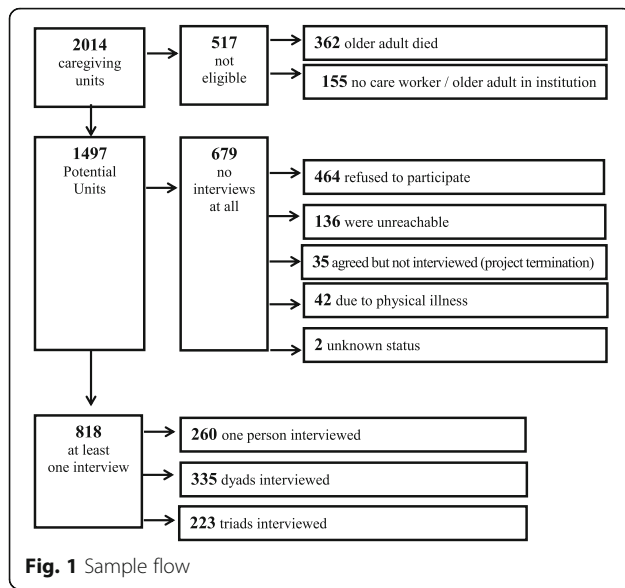 2014
caregiving
units
517
not
eligible
362 older adult died
155 no care worker / older adult in institution
1497
Potential
Units
679
no
interviews
at all
464 refused to participate
136 were unreachable
35 agreed but not interviewed (project termination)
42 due to physical illness
2 unknown status
818
at least
one interview
260 one person interviewed
335 dyads interviewed
223 triads interviewed
Fig. 1 Sample flow